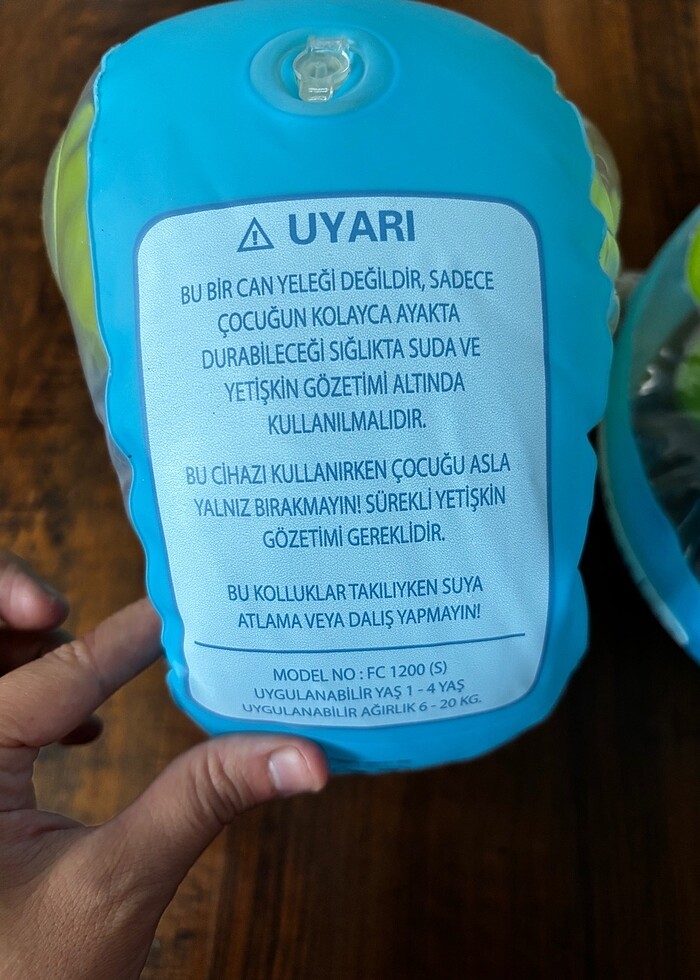 UYARI
BU BİR CAN YELEĞİ DEĞİLDİR, SADECE
ÇOCUĞUN KOLAYCA AYAKTA
DURABİLECEĞİ SIĞLIKTA SUDA VE
YETİŞKİN GÖZETİMİ ALTINDA
KULLANILMALIDIR.
BU CİHAZI KULLANIRKEN ÇOCUĞU ASLA
YALNIZ BIRAKMAYIN! SÜREKLİ YETİŞKİN
GÖZETİMİ GEREKLİDİR.
BU KOLLUKLAR TAKILIYKEN SUYA
ATLAMA VEYA DALIŞ YAPMAYIN!
MODEL NO : FC 1200 (S)
UYGULANABİLİR YAŞ 1 - 4 YAŞ
UYGULANABİLİR AĞIRLIK 6 - 20 KG.